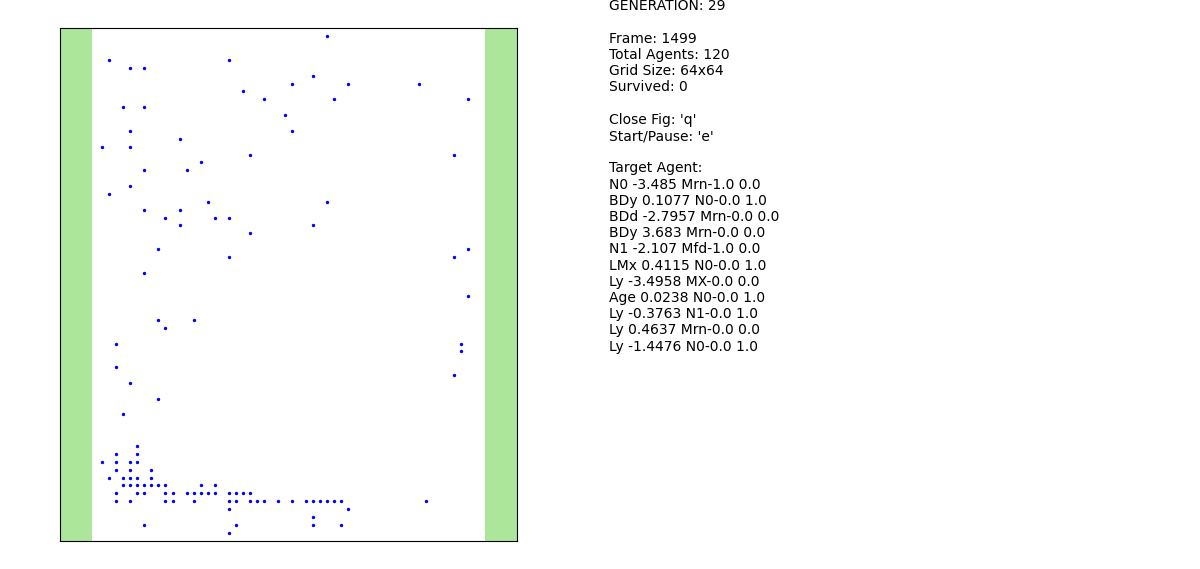 GENERATION: 29
Frame: 1499
Total Agents: 120
Grid Size: 64x64
Survived: 0
Close Fig: 'q'
Start/Pause: 'e'
Target Agent:
N0 -3.485 Mrn-1.0 0.0
BDy 0.1077 N0-0.0 1.0
BDd -2.7957 Mrn-0.0 0.0
BDy 3.683 Mrn-0.0 0.0
N1 -2.107 Mfd-1.0 0.0
LMx 0.4115 N0-0.0 1.0
Ly -3.4958 MX-0.0 0.0
Age 0.0238 N0-0.0 1.0
Ly -0.3763 N1-0.0 1.0
Ly 0.4637 Mrn-0.0 0.0
Ly -1.4476 N0-0.0 1.0